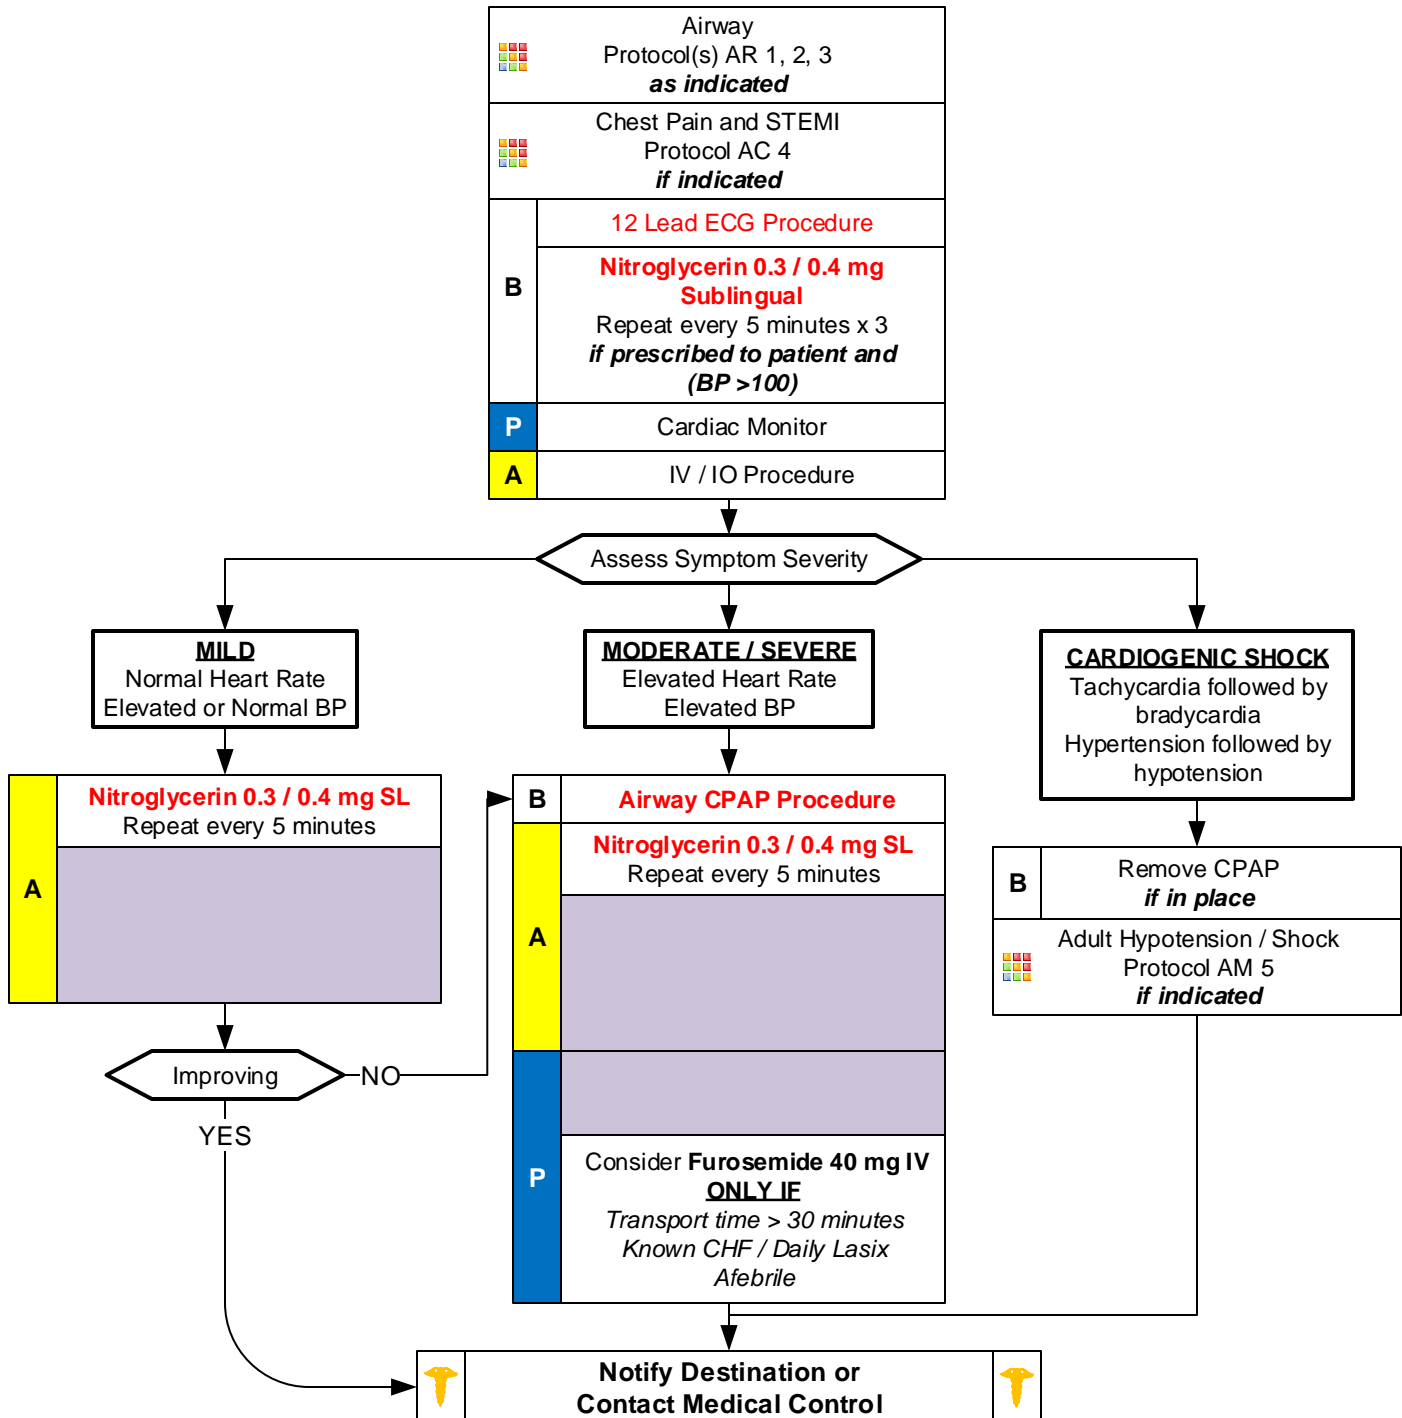 Airway
Protocol(s) AR 1, 2, 3
as indicated
Chest Pain and STEMI
Protocol AC 4
if indicated
B
12 Lead ECG Procedure
Nitroglycerin 0.3 / 0.4 mg
Sublingual
Repeat every 5 minutes x 3
if prescribed to patient and
(BP >100)
P
Cardiac Monitor
A
IV / IO Procedure
Assess Symptom Severity
MILD
Normal Heart Rate
Elevated or Normal BP
MODERATE / SEVERE
Elevated Heart Rate
Elevated BP
CARDIOGENIC SHOCK
Tachycardia followed by
bradycardia
Hypertension followed by
hypotension
A
Nitroglycerin 0.3 / 0.4 mg SL
Repeat every 5 minutes
Improving
NO
YES
B
Airway CPAP Procedure
A
Nitroglycerin 0.3 / 0.4 mg SL
Repeat every 5 minutes
P
Consider Furosemide 40 mg IV
ONLY IF
Transport time > 30 minutes
Known CHF / Daily Lasix
Afebrile
B
Remove CPAP
if in place
Adult Hypotension / Shock
Protocol AM 5
if indicated
Notify Destination or
Contact Medical Control